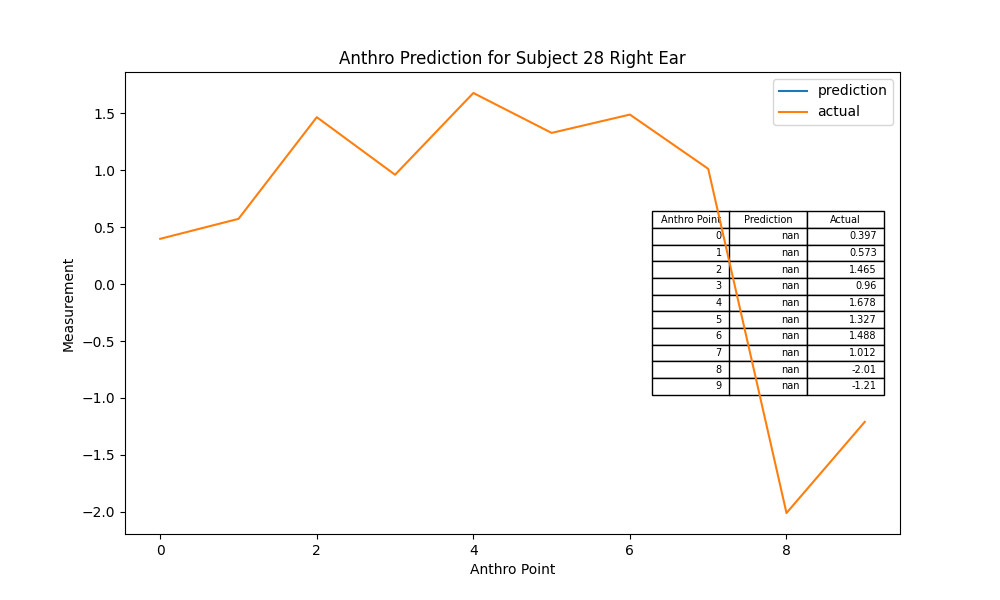 Anthro Prediction for Subject 28 Right Ear
prediction
actual
1.5
1.0
0.5
0.0
−0.5
−1.0
−1.5
−2.0
Measurement
Anthro Point Prediction Actual
0 nan 0.397
1 nan 0.573
2 nan 1.465
3 nan 0.96
4 nan 1.678
5 nan 1.327
6 nan 1.488
7 nan 1.012
8 nan -2.01
9 nan -1.21
0 2 4 6 8
Anthro Point